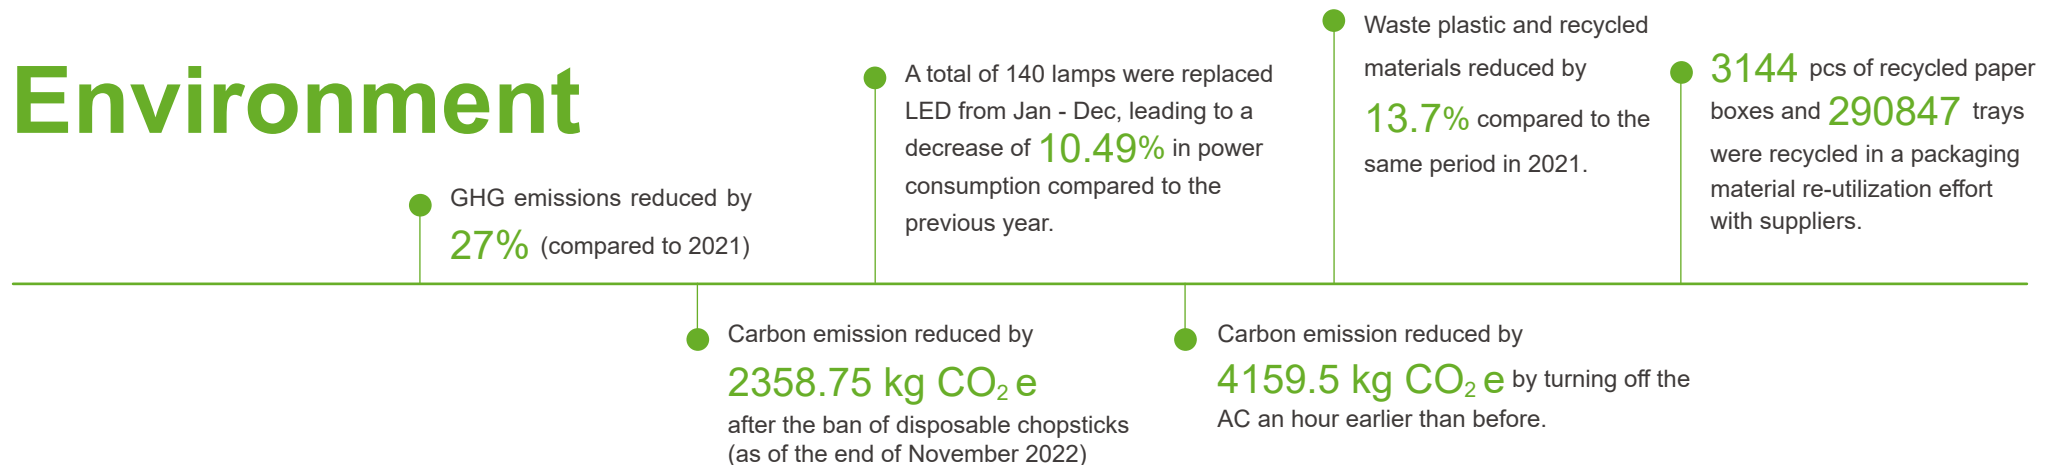 Environment
GHG emissions reduced by
27% (compared to 2021)
Carbon emission reduced by
2358.75 kg CO₂ e
after the ban of disposable chopsticks
(as of the end of November 2022)
A total of 140 lamps were replaced
LED from Jan - Dec, leading to a
decrease of 10.49% in power
consumption compared to the
previous year.
Carbon emission reduced by
4159.5 kg CO₂ e by turning off the
AC an hour earlier than before.
Waste plastic and recycled
materials reduced by
13.7% compared to the
same period in 2021.
3144 pcs of recycled paper
boxes and 290847 trays
were recycled in a packaging
material re-utilization effort
with suppliers.